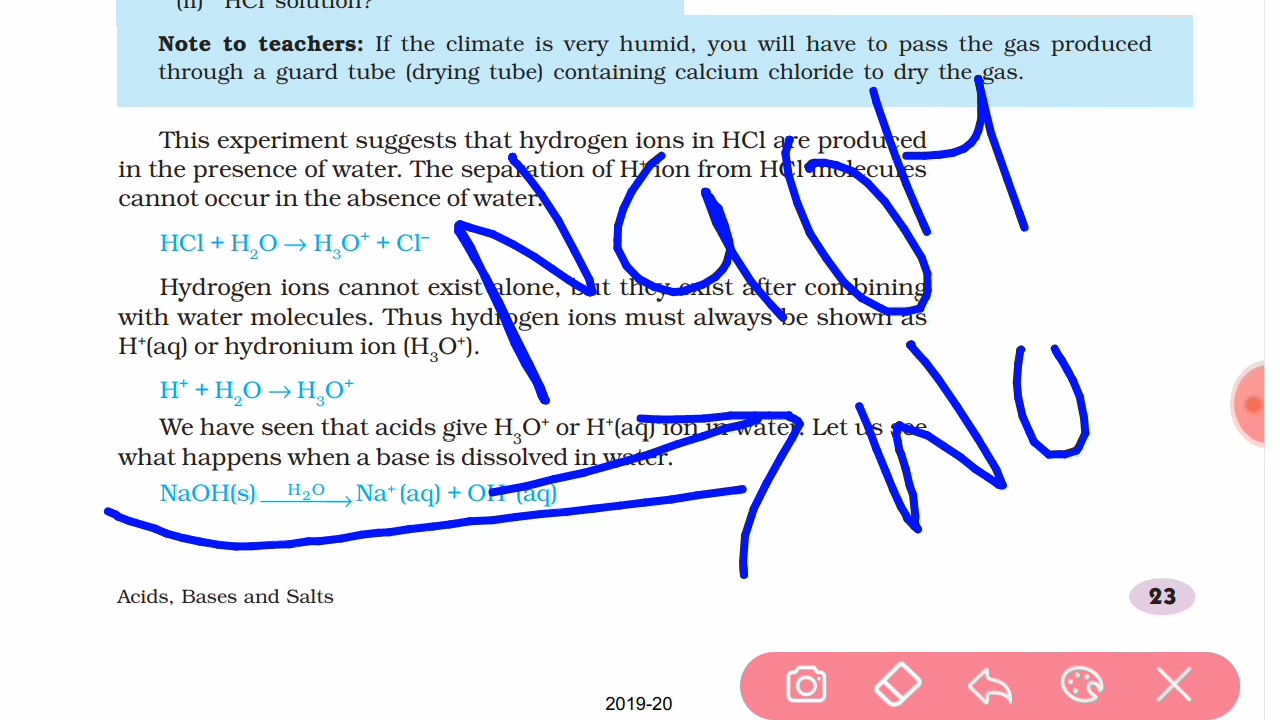 (ii) HCl solution?
Note to teachers: If the climate is very humid, you will have to pass the gas produced
through a guard tube (drying tube) containing calcium chloride to dry the gas.
This experiment suggests that hydrogen ions in HCl are produced
in the presence of water. The separation of H⁺ ion from HCl molecules
cannot occur in the absence of water.
HCl + H₂O → H₃O⁺ + Cl⁻
Hydrogen ions cannot exist alone, but they exist after combining
with water molecules. Thus hydrogen ions must always be shown as
H⁺(aq) or hydronium ion (H₃O⁺).
H⁺ + H₂O → H₃O⁺
We have seen that acids give H₃O⁺ or H⁺(aq) ion in water. Let us see
what happens when a base is dissolved in water.
NaOH(s) —H₂O→ Na⁺ (aq) + OH⁻ (aq)
NaOH
NU
Acids, Bases and Salts
23
2019-20